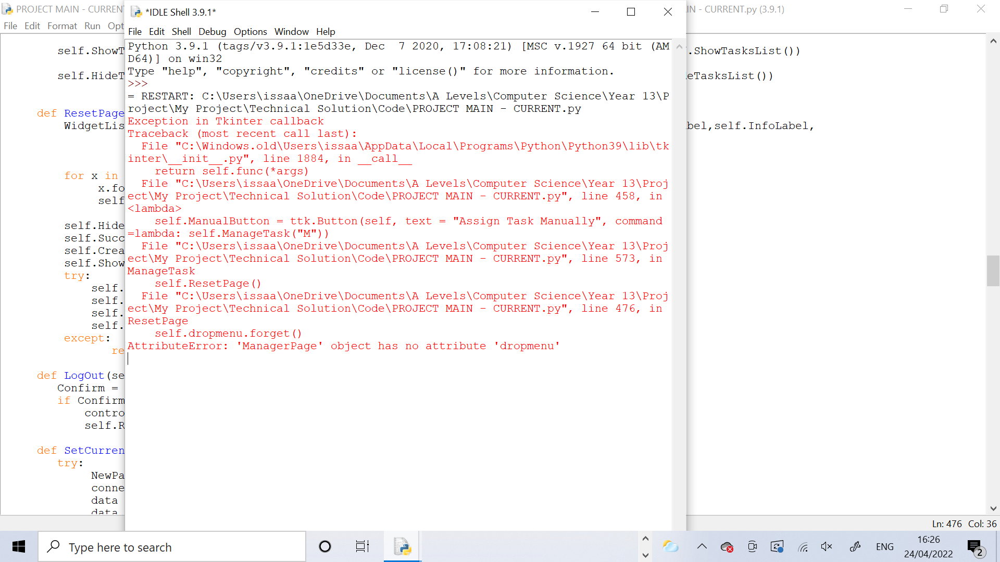 PROJECT MAIN - CURRENT
*IDLE Shell 3.9.1*
IN - CURRENT.py (3.9.1)
File Edit Format Run Opt
File Edit Shell Debug Options Window Help
self.ShowT
.ShowTasksList())
self.HideT
eTasksList())
def ResetPage
WidgetLis
bel,self.InfoLabel,
for x in
x.fo
self
self.Hide
self.Succ
self.Crea
self.Show
try:
self.
self.
self.
self.
except:
re
def LogOut(se
Confirm =
if Confirm
contro
self.R
def SetCurren
try:
NewPa
conne
data
data
Python 3.9.1 (tags/v3.9.1:1e5d33e, Dec  7 2020, 17:08:21) [MSC v.1927 64 bit (AM
D64)] on win32
Type "help", "copyright", "credits" or "license()" for more information.
>>>
= RESTART: C:\Users\issaa\OneDrive\Documents\A Levels\Computer Science\Year 13\P
roject\My Project\Technical Solution\Code\PROJECT MAIN - CURRENT.py
Exception in Tkinter callback
Traceback (most recent call last):
  File "C:\Windows.old\Users\issaa\AppData\Local\Programs\Python\Python39\lib\tk
inter\__init__.py", line 1884, in __call__
    return self.func(*args)
  File "C:\Users\issaa\OneDrive\Documents\A Levels\Computer Science\Year 13\Proj
ect\My Project\Technical Solution\Code\PROJECT MAIN - CURRENT.py", line 458, in
<lambda>
    self.ManualButton = ttk.Button(self, text = "Assign Task Manually", command
=lambda: self.ManageTask("M"))
  File "C:\Users\issaa\OneDrive\Documents\A Levels\Computer Science\Year 13\Proj
ect\My Project\Technical Solution\Code\PROJECT MAIN - CURRENT.py", line 573, in
ManageTask
    self.ResetPage()
  File "C:\Users\issaa\OneDrive\Documents\A Levels\Computer Science\Year 13\Proj
ect\My Project\Technical Solution\Code\PROJECT MAIN - CURRENT.py", line 476, in
ResetPage
    self.dropmenu.forget()
AttributeError: 'ManagerPage' object has no attribute 'dropmenu'
Ln: 476 Col: 36
Type here to search
ENG
16:26
24/04/2022
2